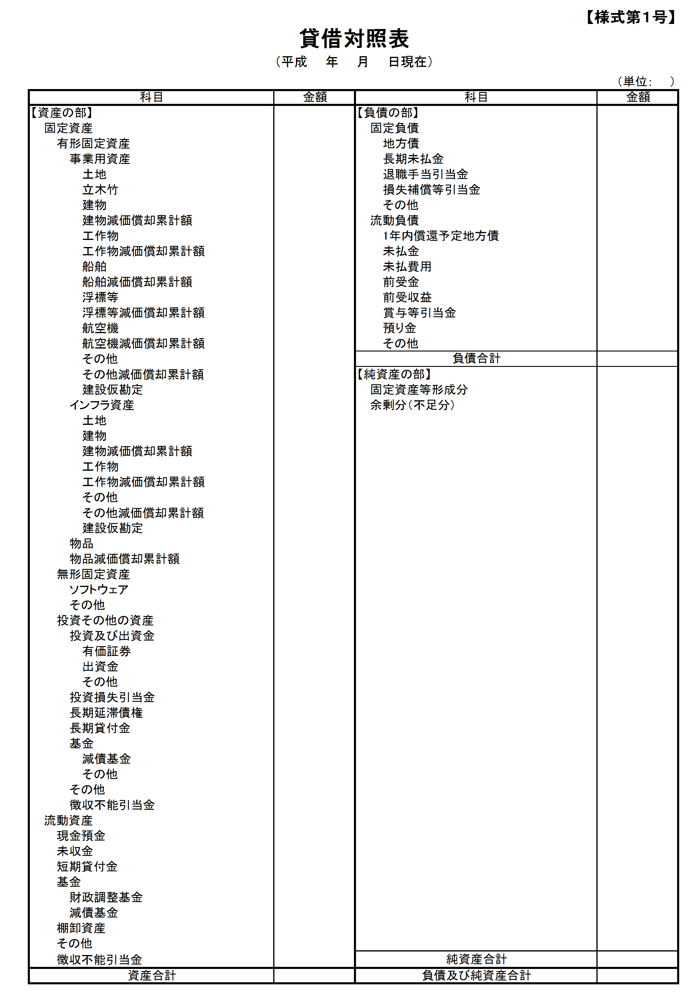 【様式第1号】
貸借対照表
（平成　年　月　日現在）
（単位：　）
科目　金額　科目　金額
【資産の部】
固定資産
有形固定資産
事業用資産
土地
立木竹
建物
建物減価償却累計額
工作物
工作物減価償却累計額
船舶
船舶減価償却累計額
浮標等
浮標等減価償却累計額
航空機
航空機減価償却累計額
その他
その他減価償却累計額
建設仮勘定
インフラ資産
土地
建物
建物減価償却累計額
工作物
工作物減価償却累計額
その他
その他減価償却累計額
建設仮勘定
物品
物品減価償却累計額
無形固定資産
ソフトウェア
その他
投資その他の資産
投資及び出資金
有価証券
出資金
その他
投資損失引当金
長期延滞債権
長期貸付金
基金
減債基金
その他
その他
徴収不能引当金
流動資産
現金預金
未収金
短期貸付金
基金
財政調整基金
減債基金
棚卸資産
その他
徴収不能引当金
資産合計
【負債の部】
固定負債
地方債
長期未払金
退職手当引当金
損失補償等引当金
その他
流動負債
1年内償還予定地方債
未払金
未払費用
前受金
前受収益
賞与等引当金
預り金
その他
負債合計
【純資産の部】
固定資産等形成分
余剰分（不足分）
純資産合計
負債及び純資産合計